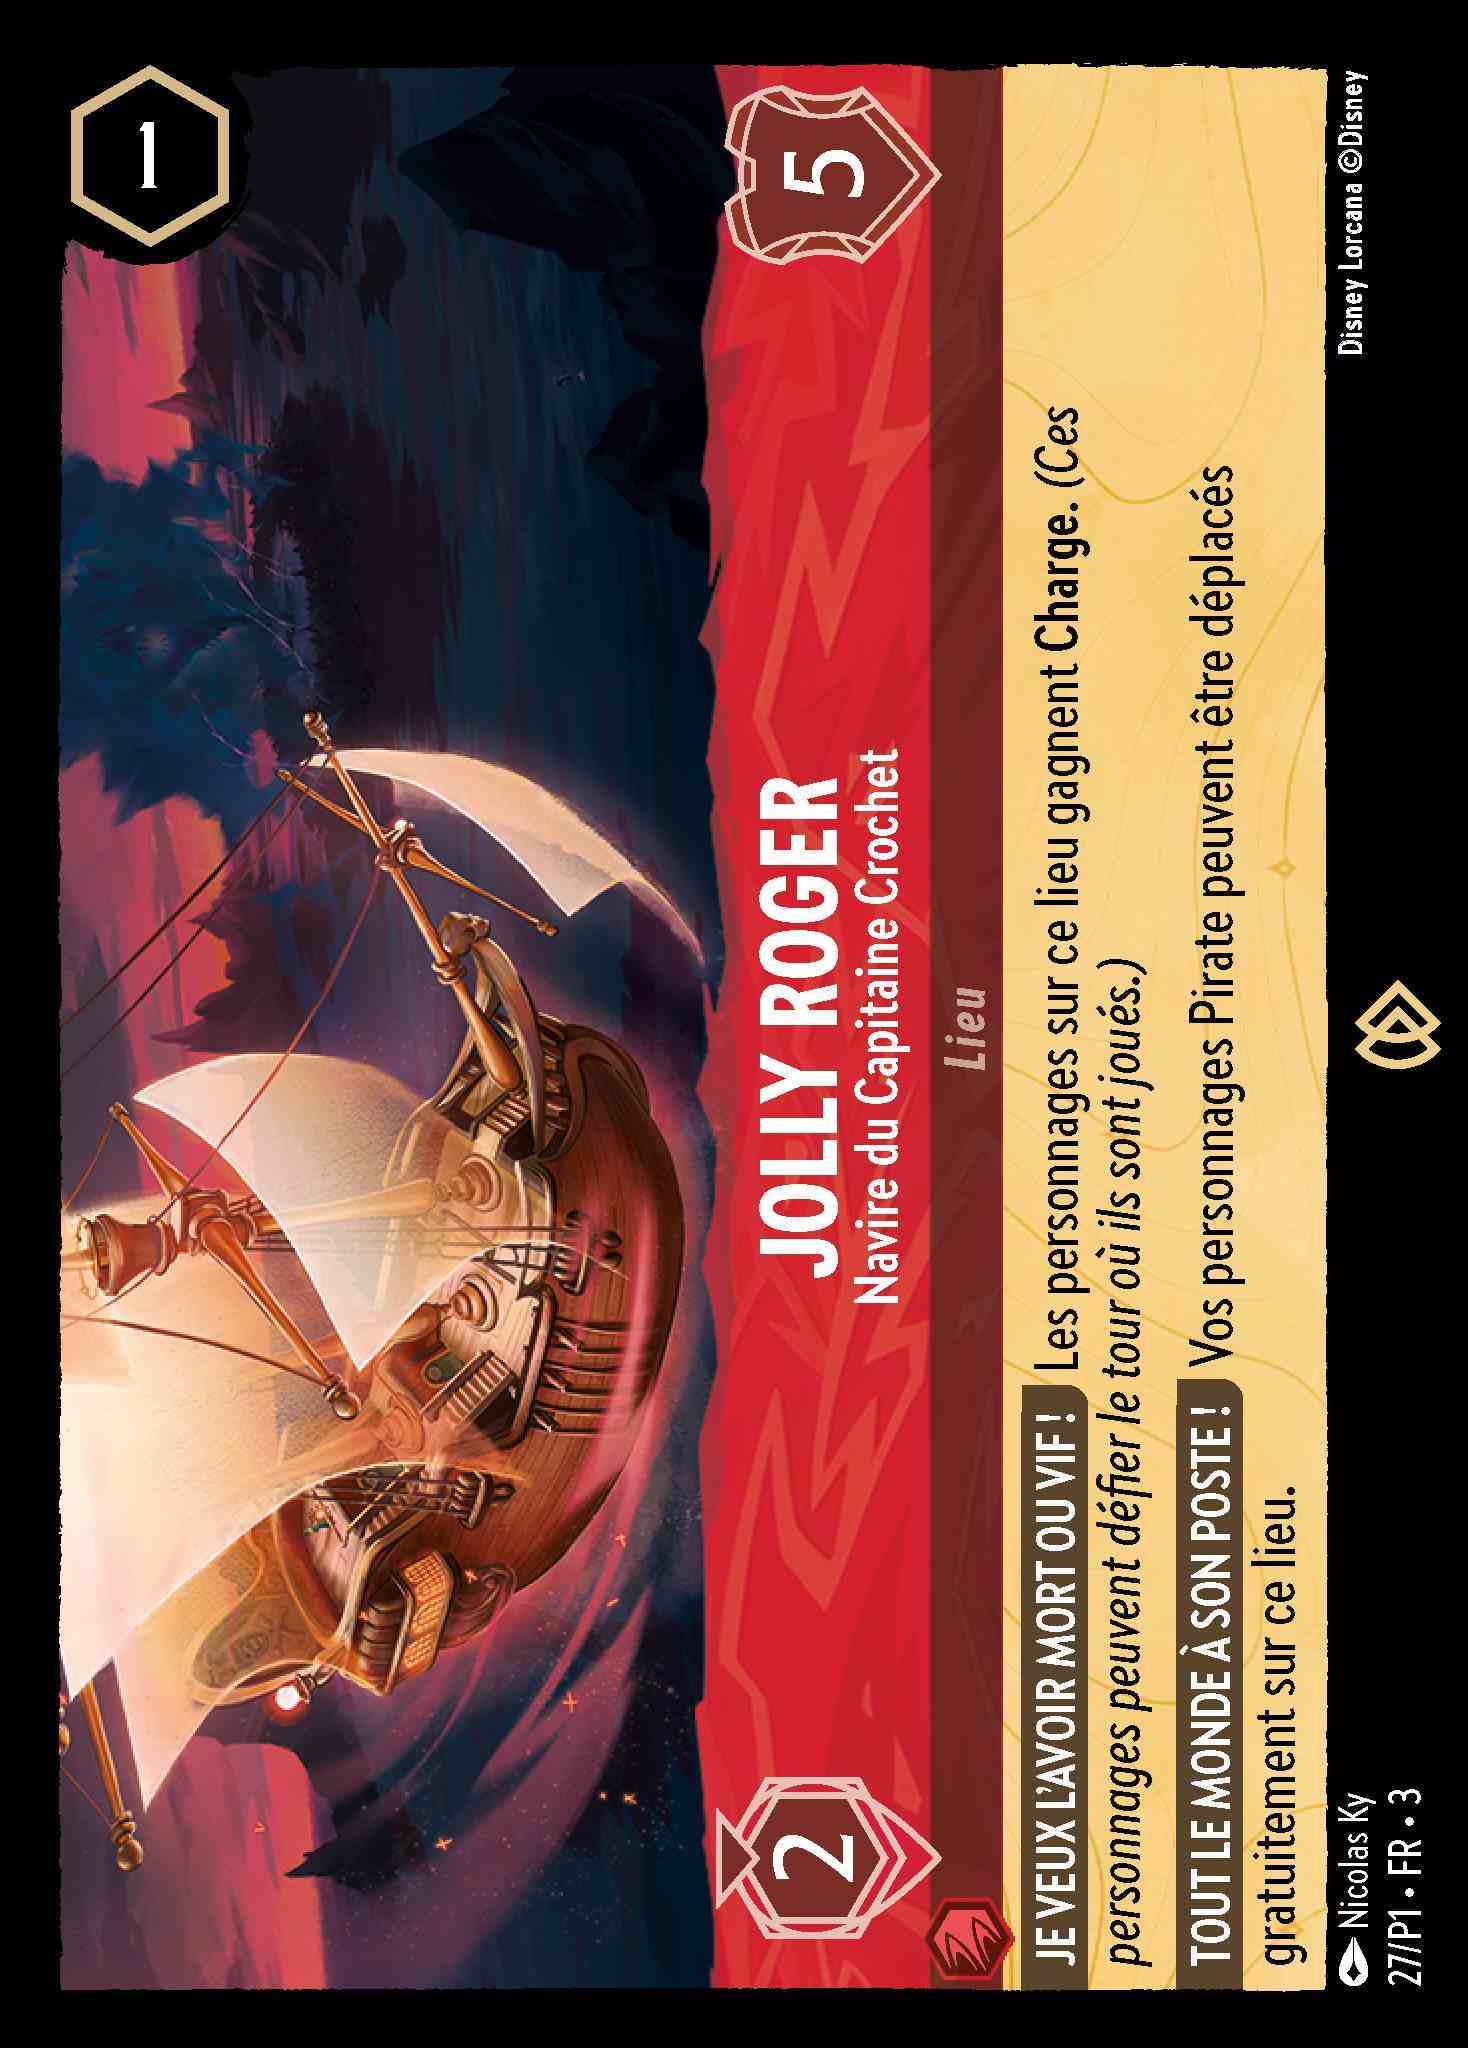 1
2
JOLLY ROGER
Navire du Capitaine Crochet
5
Lieu
JE VEUX L'AVOIR MORT OU VIF ! Les personnages sur ce lieu gagnent Charge. (Ces
personnages peuvent défier le tour où ils sont joués.)
TOUT LE MONDE À SON POSTE ! Vos personnages Pirate peuvent être déplacés
gratuitement sur ce lieu.
Nicolas Ky
Disney Lorcana ©Disney
27/P1 • FR • 3